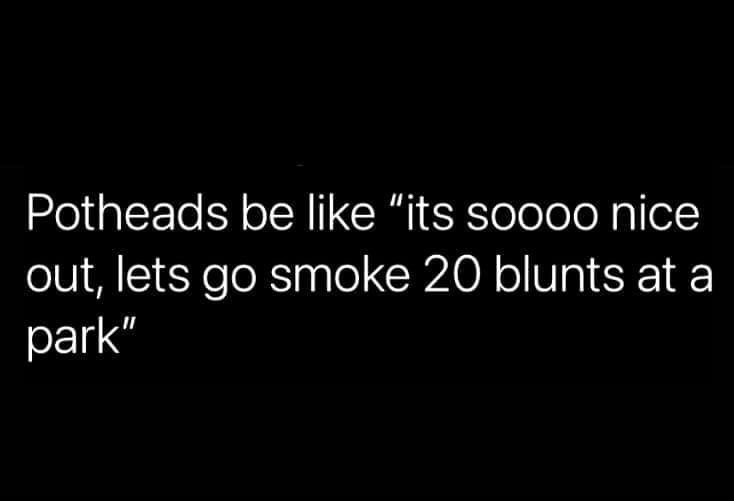 Potheads be like “its soooo nice
out, lets go smoke 20 blunts at a
park”